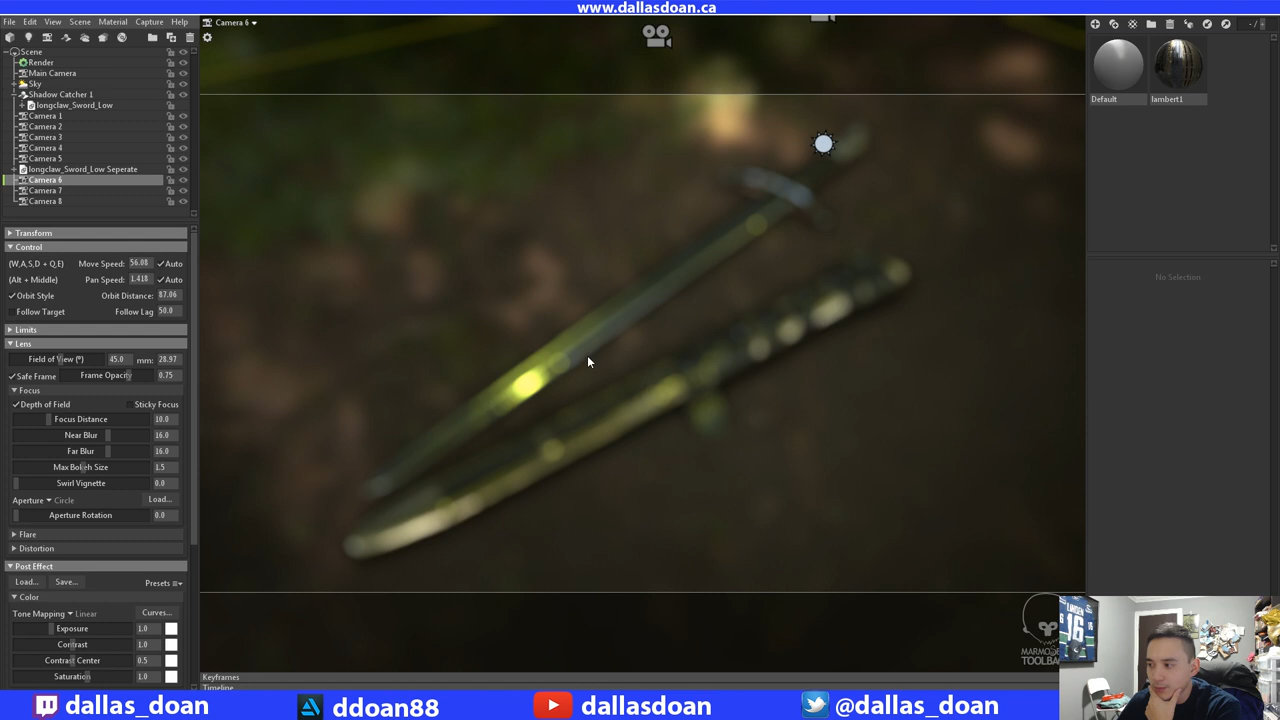 www.dallasdoan.ca
File Edit View Scene Material Capture Help
Camera 6
- /
Scene
Render
Main Camera
Sky
Shadow Catcher 1
longclaw_Sword_Low
Camera 1
Camera 2
Camera 3
Camera 4
Camera 5
longclaw_Sword_Low Seperate
Camera 6
Camera 7
Camera 8
Transform
Control
(W,A,S,D + Q,E) Move Speed: 56.08 Auto
(Alt + Middle) Pan Speed: 1.418 Auto
Orbit Style Orbit Distance: 87.06
Follow Target Follow Lag 50.0
Limits
Lens
Field of View (°) 45.0 mm: 28.97
Safe Frame Frame Opacity 0.75
Focus
Depth of Field Sticky Focus
Focus Distance 10.0
Near Blur 16.0
Far Blur 16.0
Max Bokeh Size 1.5
Swirl Vignette 0.0
Aperture Circle Load...
Aperture Rotation 0.0
Flare
Distortion
Post Effect
Load... Save... Presets
Color
Tone Mapping Linear Curves...
Exposure 1.0
Contrast 1.0
Contrast Center 0.5
Saturation 1.0
Default lambert1
No Selection
Keyframes
Timeline
16
dallas_doan ddoan88 dallasdoan @dallas_doan